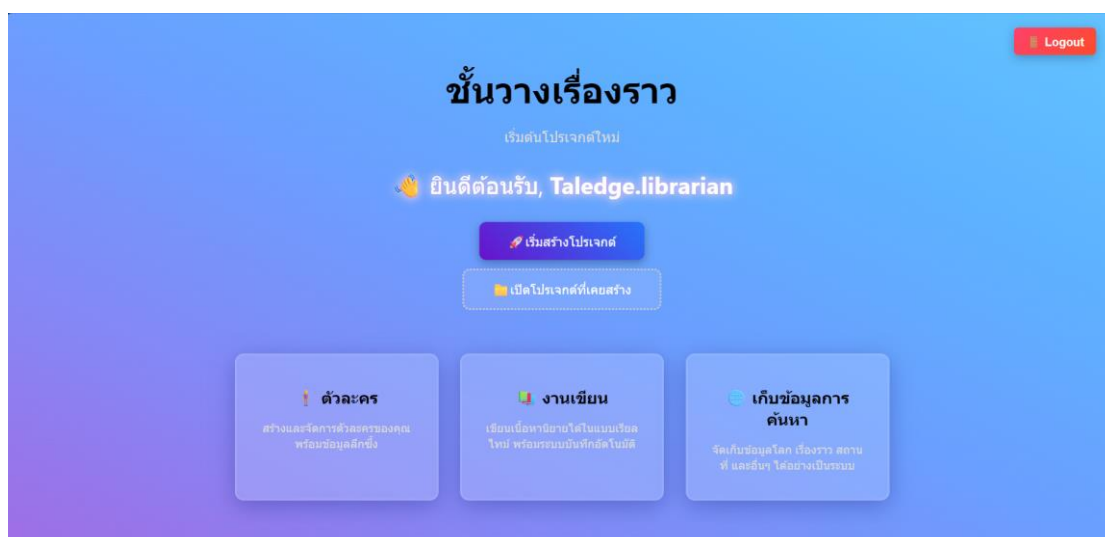 Logout
ชั้นวางเรื่องราว
เริ่มต้นโปรเจกต์ใหม่
ยินดีต้อนรับ, Taledge.librarian
เริ่มสร้างโปรเจกต์
เปิดโปรเจกต์ที่เคยสร้าง
ตัวละคร
สร้างและจัดการตัวละครของคุณ
พร้อมข้อมูลลึกซึ้ง
งานเขียน
เขียนเนื้อหานิยายได้ในแบบเรียล
ไทม์ พร้อมระบบบันทึกอัตโนมัติ
เก็บข้อมูลการ
ค้นหา
จัดเก็บข้อมูลโลก เรื่องราว สถาน
ที่ และอื่นๆ ได้อย่างเป็นระบบ